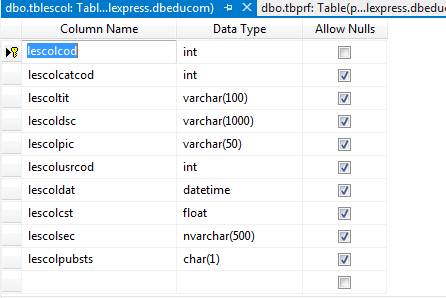 dbo.tblescol: Tabl...lexpress.dbeducom) dbo.tbprf: Table(p...lexpress.dbeduc
Column Name Data Type Allow Nulls
lescolcod int
lescolcatcod int
lescoltit varchar(100)
lescoldsc varchar(1000)
lescolpic varchar(50)
lescolusrcod int
lescoldat datetime
lescolcst float
lescolsec nvarchar(500)
lescolpubsts char(1)